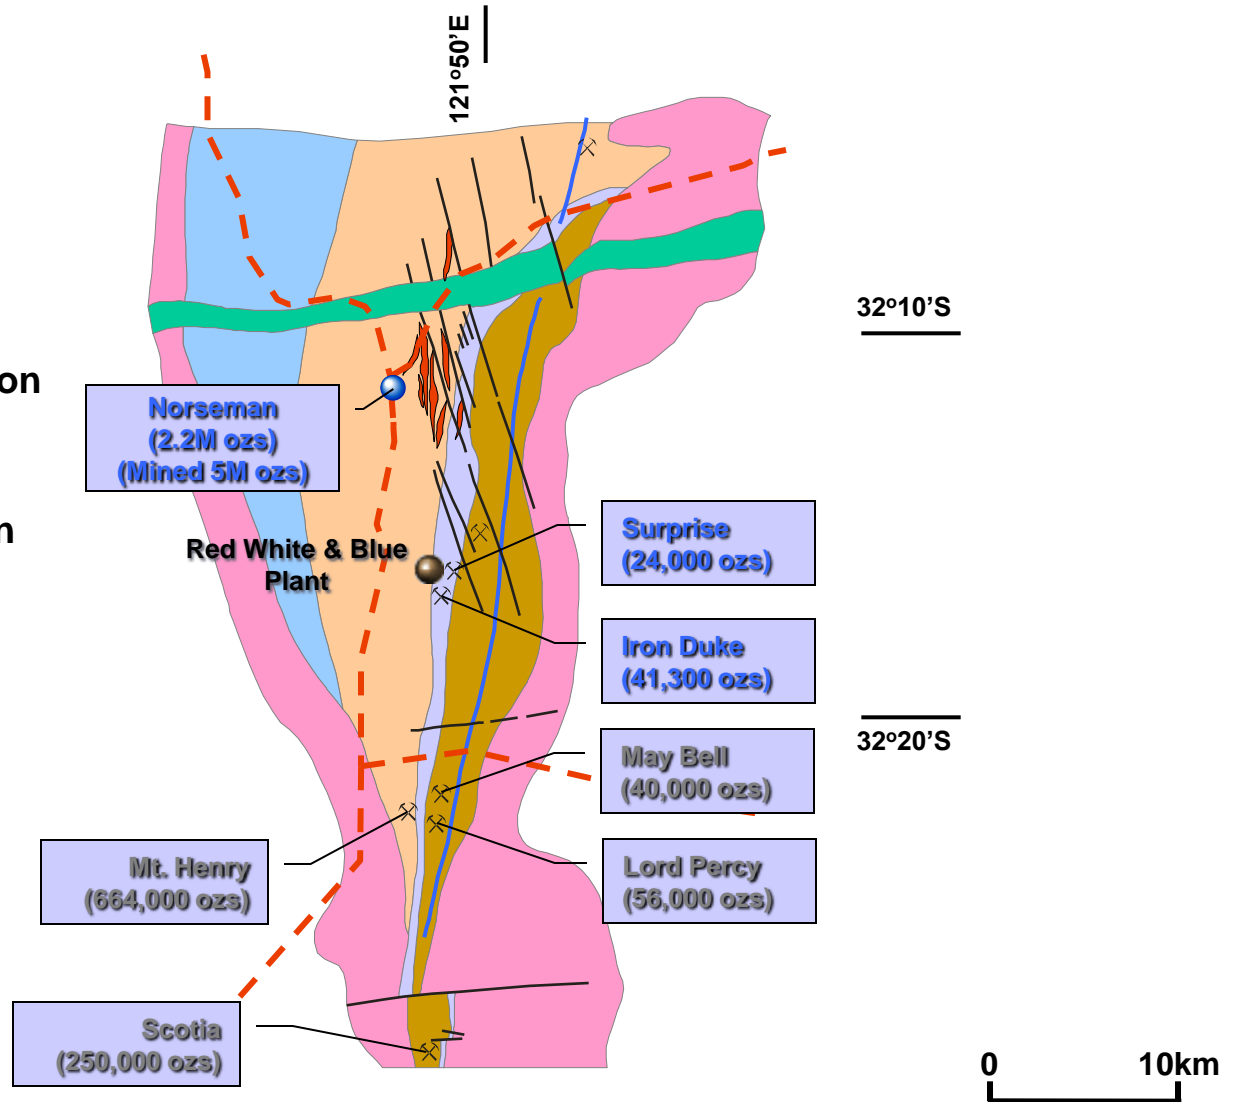 121°50’E
32°10’S
on
Norseman
(2.2M ozs)
(Mined 5M ozs)
n
Surprise
(24,000 ozs)
Red White & Blue
Plant
Iron Duke
(41,300 ozs)
32°20’S
May Bell
(40,000 ozs)
Mt. Henry
(664,000 ozs)
Lord Percy
(56,000 ozs)
Scotia
(250,000 ozs)
0 10km